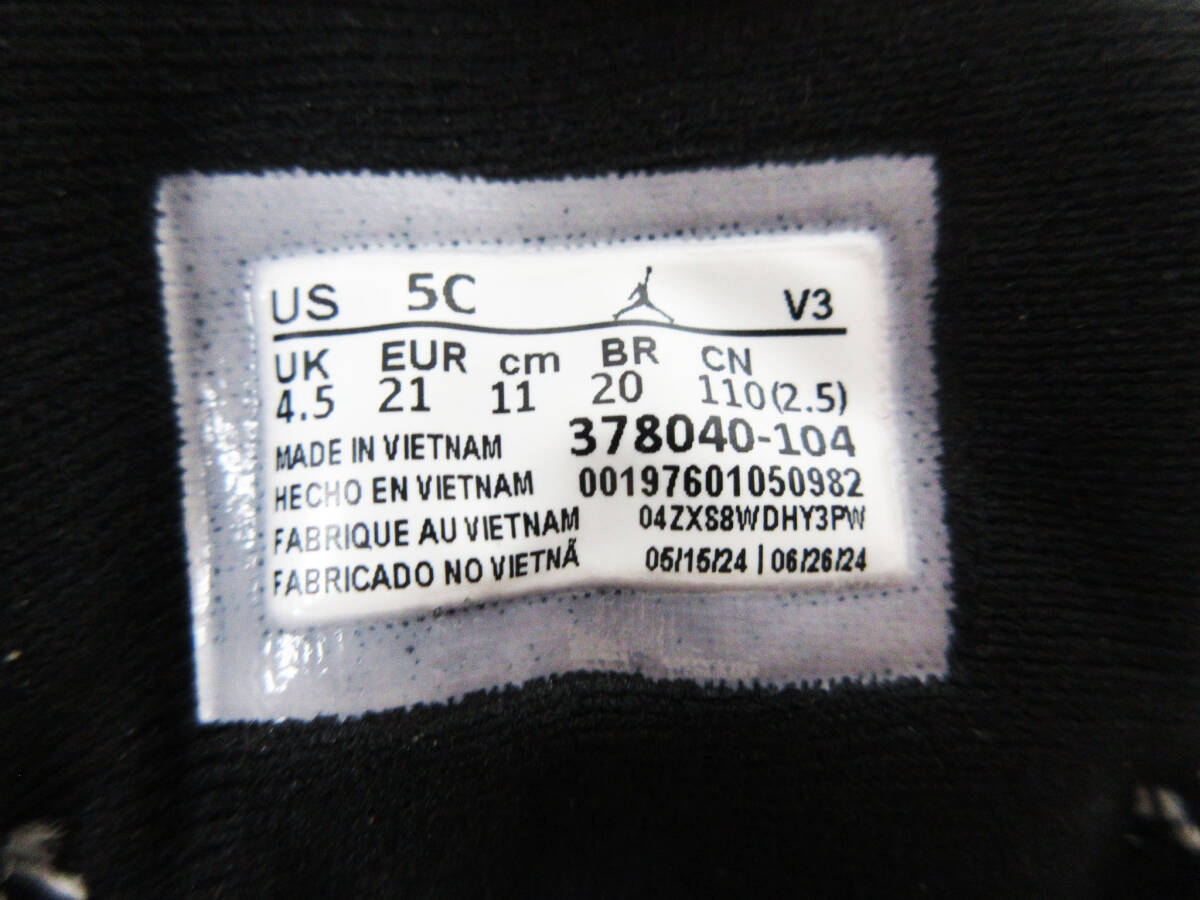 US 5C V3
UK EUR cm BR CN
4.5 21 11 20 110(2.5)
MADE IN VIETNAM 378040-104
HECHO EN VIETNAM 00197601050982
FABRIQUE AU VIETNAM 04ZXS8WDHY3PW
FABRICADO NO VIETNÃ 05/15/24 | 06/26/24